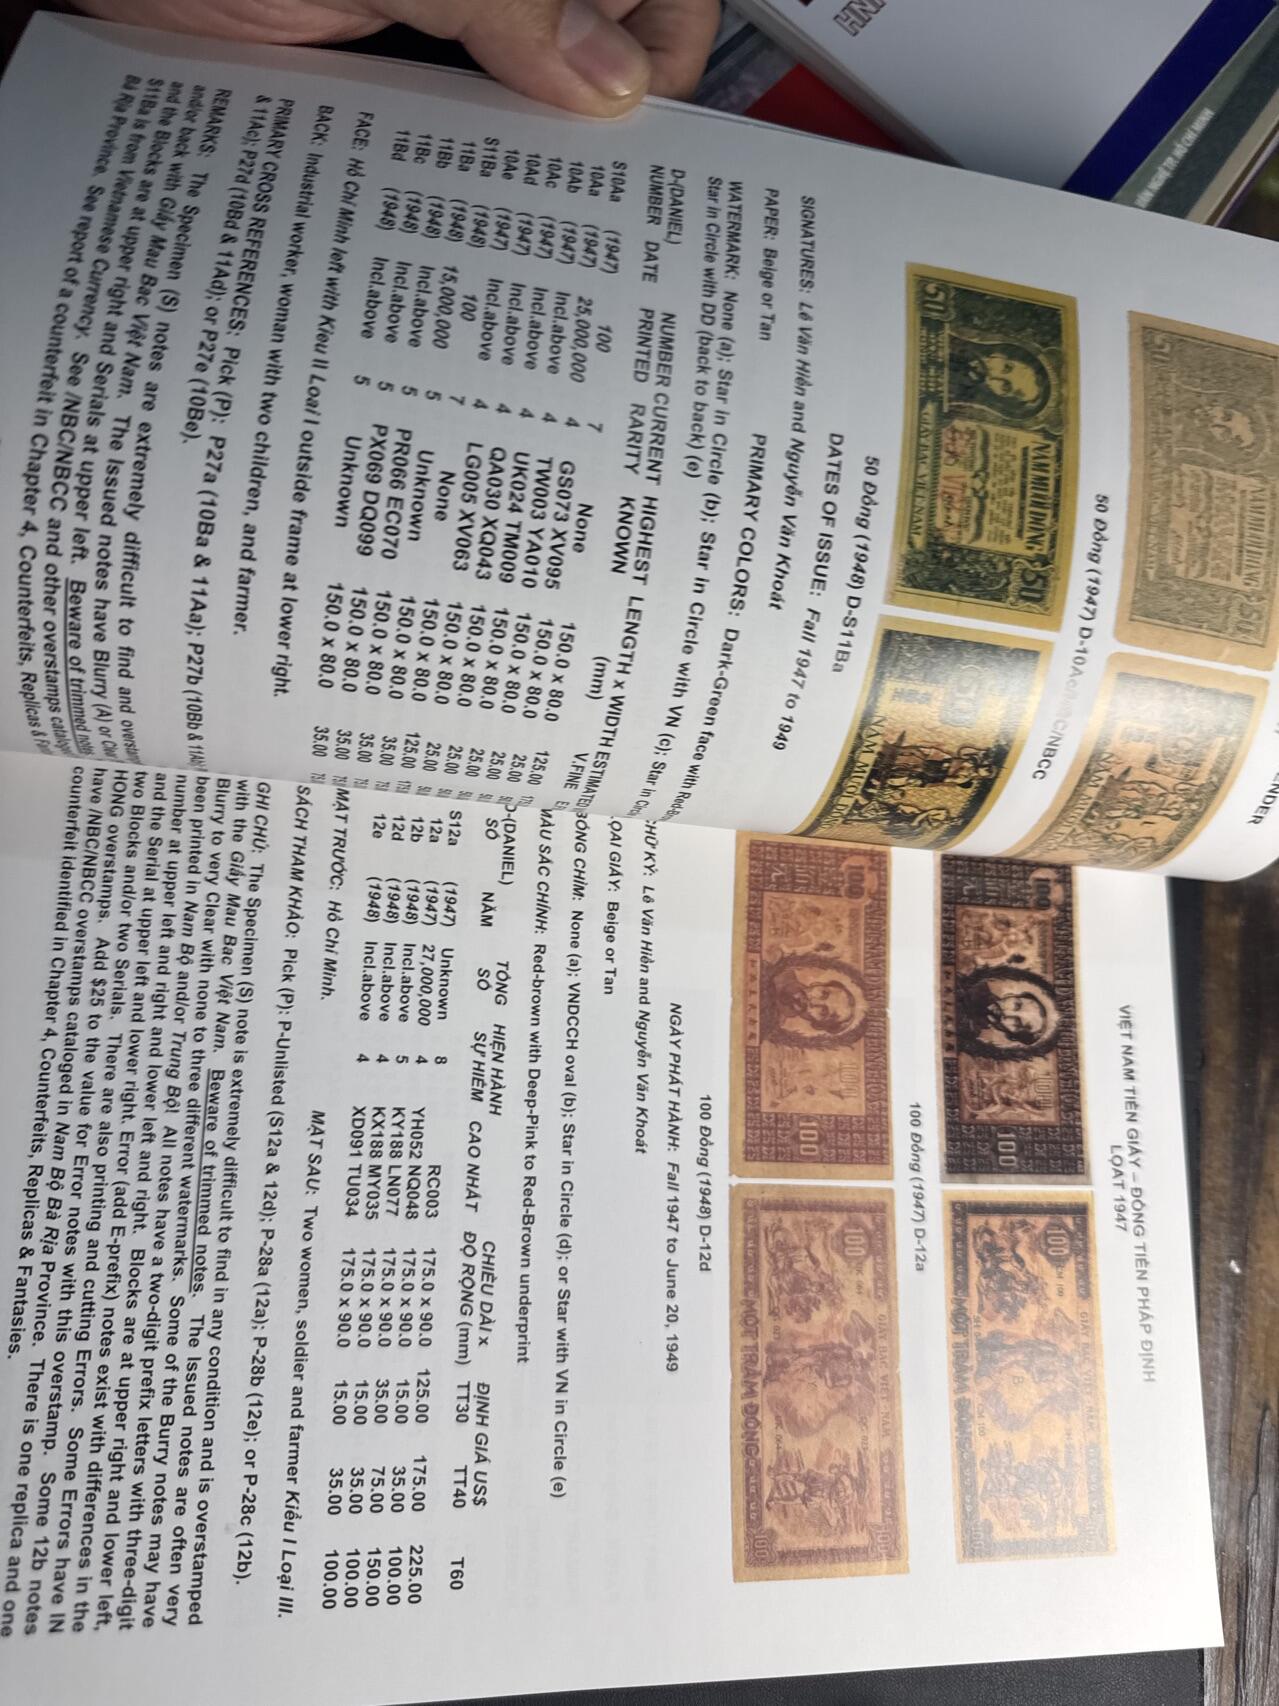 50 Đồng (1947) D-10Ac/NBC/NBCC
50 Đồng (1948) D-S11Ba
DATES OF ISSUE: Fall 1947 to 1949
SIGNATURES: Lê Văn Hiến and Nguyễn Văn Khoát
PAPER: Beige or Tan
PRIMARY COLORS: Dark-Green face with Red-
WATERMARK: None (a); Star in Circle (b); Star in Circle with VN (c); Star in
Star in Circle with DD (back to back) (e)
D-(DANIEL) NUMBER CURRENT HIGHEST LENGTH x WIDTH ESTIMATED
NUMBER DATE PRINTED RARITY KNOWN (mm) V.FINE
S10Aa (1947) 100 7 None 150.0 x 80.0 125.00
10Aa (1947) 25,000,000 4 GS073 XV095 150.0 x 80.0 25.00
10Ab (1947) Incl.above 4 TW003 YA010 150.0 x 80.0 25.00
10Ac (1947) Incl.above 4 UK024 TM009 150.0 x 80.0 25.00
10Ad (1947) Incl.above 4 QA030 XQ043 150.0 x 80.0 25.00
10Ae (1947) Incl.above 4 LG005 XV063 150.0 x 80.0 25.00
S11Ba (1948) 100 7 None 150.0 x 80.0 125.00
11Ba (1948) 15,000,000 5 Unknown 150.0 x 80.0 35.00
11Bb (1948) Incl.above 5 PR066 EC070 150.0 x 80.0 35.00
11Bc (1948) Incl.above 5 PX069 DQ099 150.0 x 80.0 35.00
11Bd (1948) Incl.above 5 Unknown 150.0 x 80.0 35.00
FACE: Hồ Chí Minh left with Kiểu II Loại I outside frame at lower right.
BACK: Industrial worker, woman with two children, and farmer.
PRIMARY CROSS REFERENCES: Pick (P): P27a (10Ba & 11Aa); P27b (10Bb &
& 11Ac); P27d (10Bd & 11Ad); or P27e (10Be).
REMARKS: The Specimen (S) notes are extremely difficult to find and
and/or back with Giấy Mau Bạc Việt Nam. The Issued notes have Blurry (A) or
and the Blocks are at upper right and Serials at upper left. Beware of trimmed
S11Ba is from Vietnamese Currency. See /NBC/NBCC and other overstamps
Bà Rịa Province. See report of a counterfeit in Chapter 4, Counterfeits, Replicas &
VIỆT NAM TIỀN GIẤY – ĐỒNG TIỀN PHÁP ĐỊNH
LOẠT 1947
100 Đồng (1947) D-12a
100 Đồng (1948) D-12d
NGÀY PHÁT HÀNH: Fall 1947 to June 20, 1949
CHỮ KÝ: Lê Văn Hiến and Nguyễn Văn Khoát
LOẠI GIẤY: Beige or Tan
BÓNG CHÌM: None (a); VNDCCH oval (b); Star in Circle (d); or Star with VN in Circle (e)
MÀU SẮC CHÍNH: Red-brown with Deep-Pink to Red-Brown underprint
D-(DANIEL) TỔNG HIỆN HÀNH CHIỀU DÀI x ĐỊNH GIÁ US$
SỐ NĂM SỐ SỰ HIẾM CAO NHẤT ĐỘ RỘNG (mm) TT30 TT40 T60
S12a (1947) Unknown 8 RC003 175.0 x 90.0 125.00 175.00 225.00
12a (1947) 27,000,000 4 YH052 NQ048 175.0 x 90.0 15.00 35.00 100.00
12b (1948) Incl.above 5 KY188 LN077 175.0 x 90.0 35.00 75.00 150.00
12d (1948) Incl.above 4 KX188 MY035 175.0 x 90.0 15.00 35.00 100.00
12e (1948) Incl.above 4 XD091 TU034 175.0 x 90.0 15.00 35.00 100.00
MẶT TRƯỚC: Hồ Chí Minh. MẶT SAU: Two women, soldier and farmer Kiểu I Loại III.
SÁCH THAM KHẢO: Pick (P): P-Unlisted (S12a & 12d); P-28a (12a); P-28b (12e); or P-28c (12b).
GHI CHÚ: The Specimen (S) note is extremely difficult to find in any condition and is overstamped
with the Giấy Mau Bạc Việt Nam. Beware of trimmed notes. The Issued notes are often very
Blurry to very Clear with none to three different watermarks. Some of the Burry notes may have
been printed in Nam Bộ and/or Trung Bộ! All notes have a two-digit prefix letters with three-digit
number at upper left and right and lower left and right. Blocks are at upper right and lower left,
and the Serial at upper left and lower right. Error (add E-prefix) notes exist with differences in the
two Blocks and/or two Serials. There are also printing and cutting Errors. Some Errors have IN
HONG overstamps. Add $25 to the value for Error notes with this overstamp. Some 12b notes
have /NBC/NBCC overstamps cataloged in Nam Bộ Bà Rịa Province. There is one replica and one
counterfeit identified in Chapter 4, Counterfeits, Replicas & Fantasies.